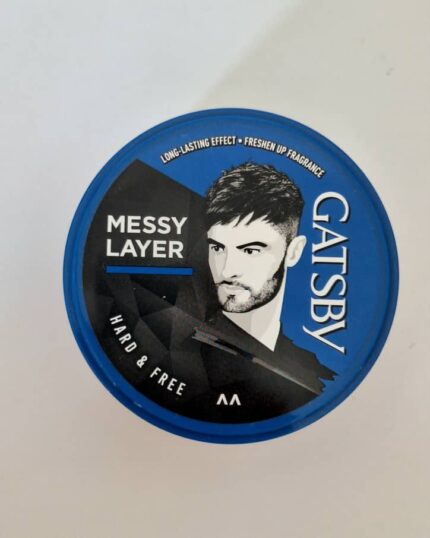 LONG-LASTING EFFECT • FRESHEN UP FRAGRANCE
GATSBY
MESSY
LAYER
HARD & FREE